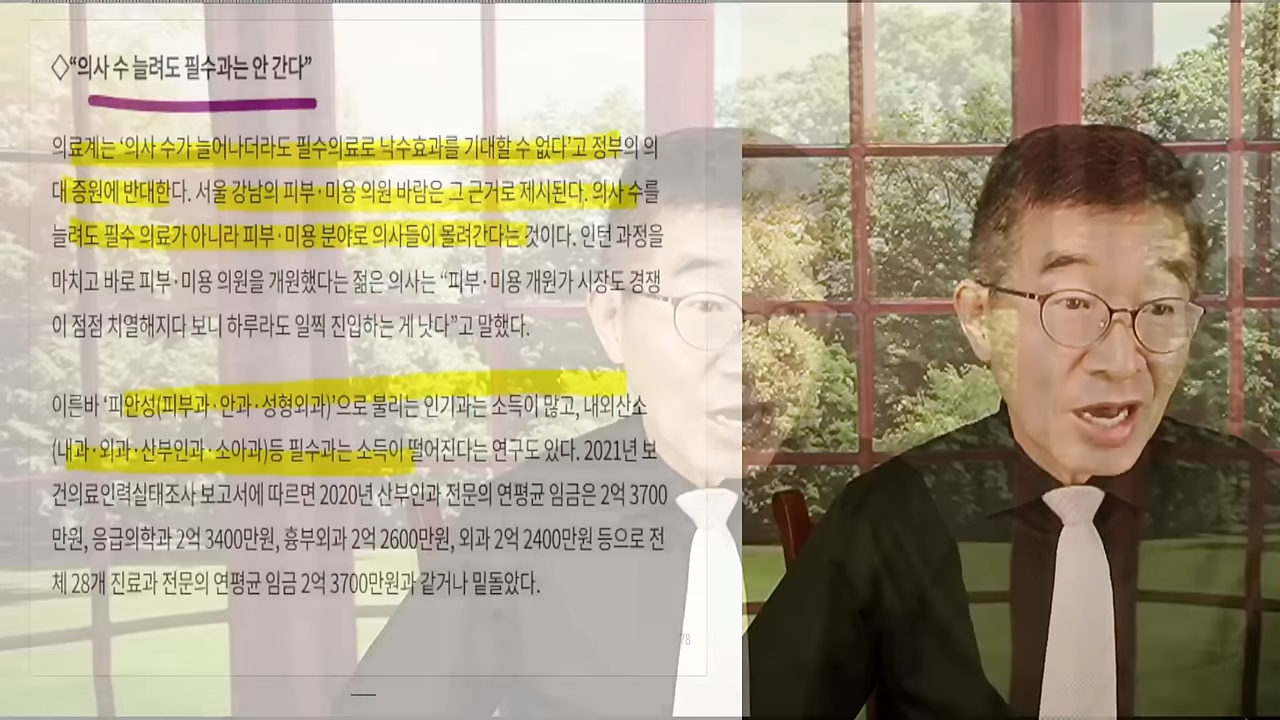 ◇“의사 수 늘려도 필수과는 안 간다”
의료계는 ‘의사 수가 늘어나더라도 필수의료로 낙수효과를 기대할 수 없다’고 정부의 의
대 증원에 반대한다. 서울 강남의 피부·미용 의원 바람은 그 근거로 제시된다. 의사 수를
늘려도 필수 의료가 아니라 피부·미용 분야로 의사들이 몰려간다는 것이다. 인턴 과정을
마치고 바로 피부·미용 의원을 개원했다는 젊은 의사는 “피부·미용 개원가 시장도 경쟁
이 점점 치열해지다 보니 하루라도 일찍 진입하는 게 낫다”고 말했다.
이른바 ‘피안성(피부과·안과·성형외과)’으로 불리는 인기과는 소득이 많고, 내외산소
(내과·외과·산부인과·소아과)등 필수과는 소득이 떨어진다는 연구도 있다. 2021년 보
건의료인력실태조사 보고서에 따르면 2020년 산부인과 전문의 연평균 임금은 2억 3700
만원, 응급의학과 2억 3400만원, 흉부외과 2억 2600만원, 외과 2억 2400만원 등으로 전
체 28개 진료과 전문의 연평균 임금 2억 3700만원과 같거나 밑돌았다.
78